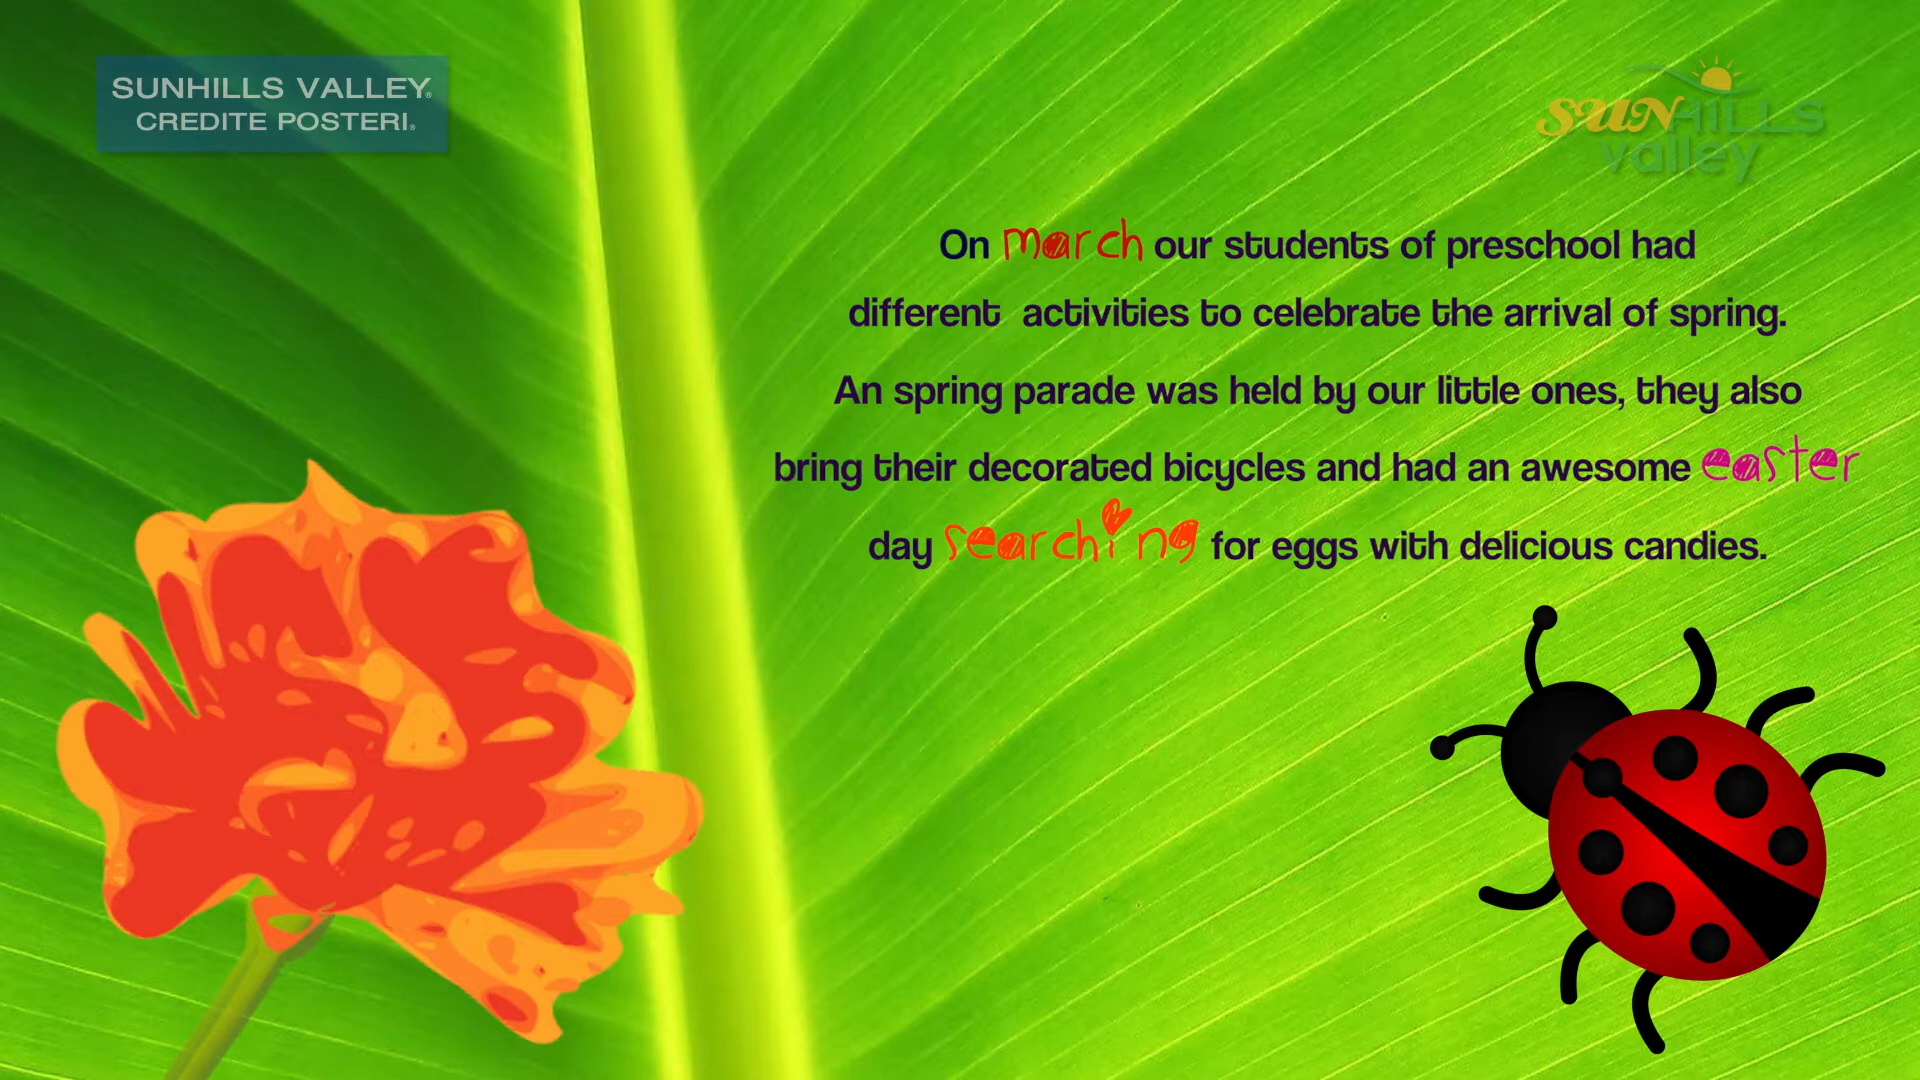 SUNHILLS VALLEY®
CREDITE POSTERI®
SUNHILLS
valley
On march our students of preschool had
different activities to celebrate the arrival of spring.
An spring parade was held by our little ones, they also
bring their decorated bicycles and had an awesome easter
day searching for eggs with delicious candies.